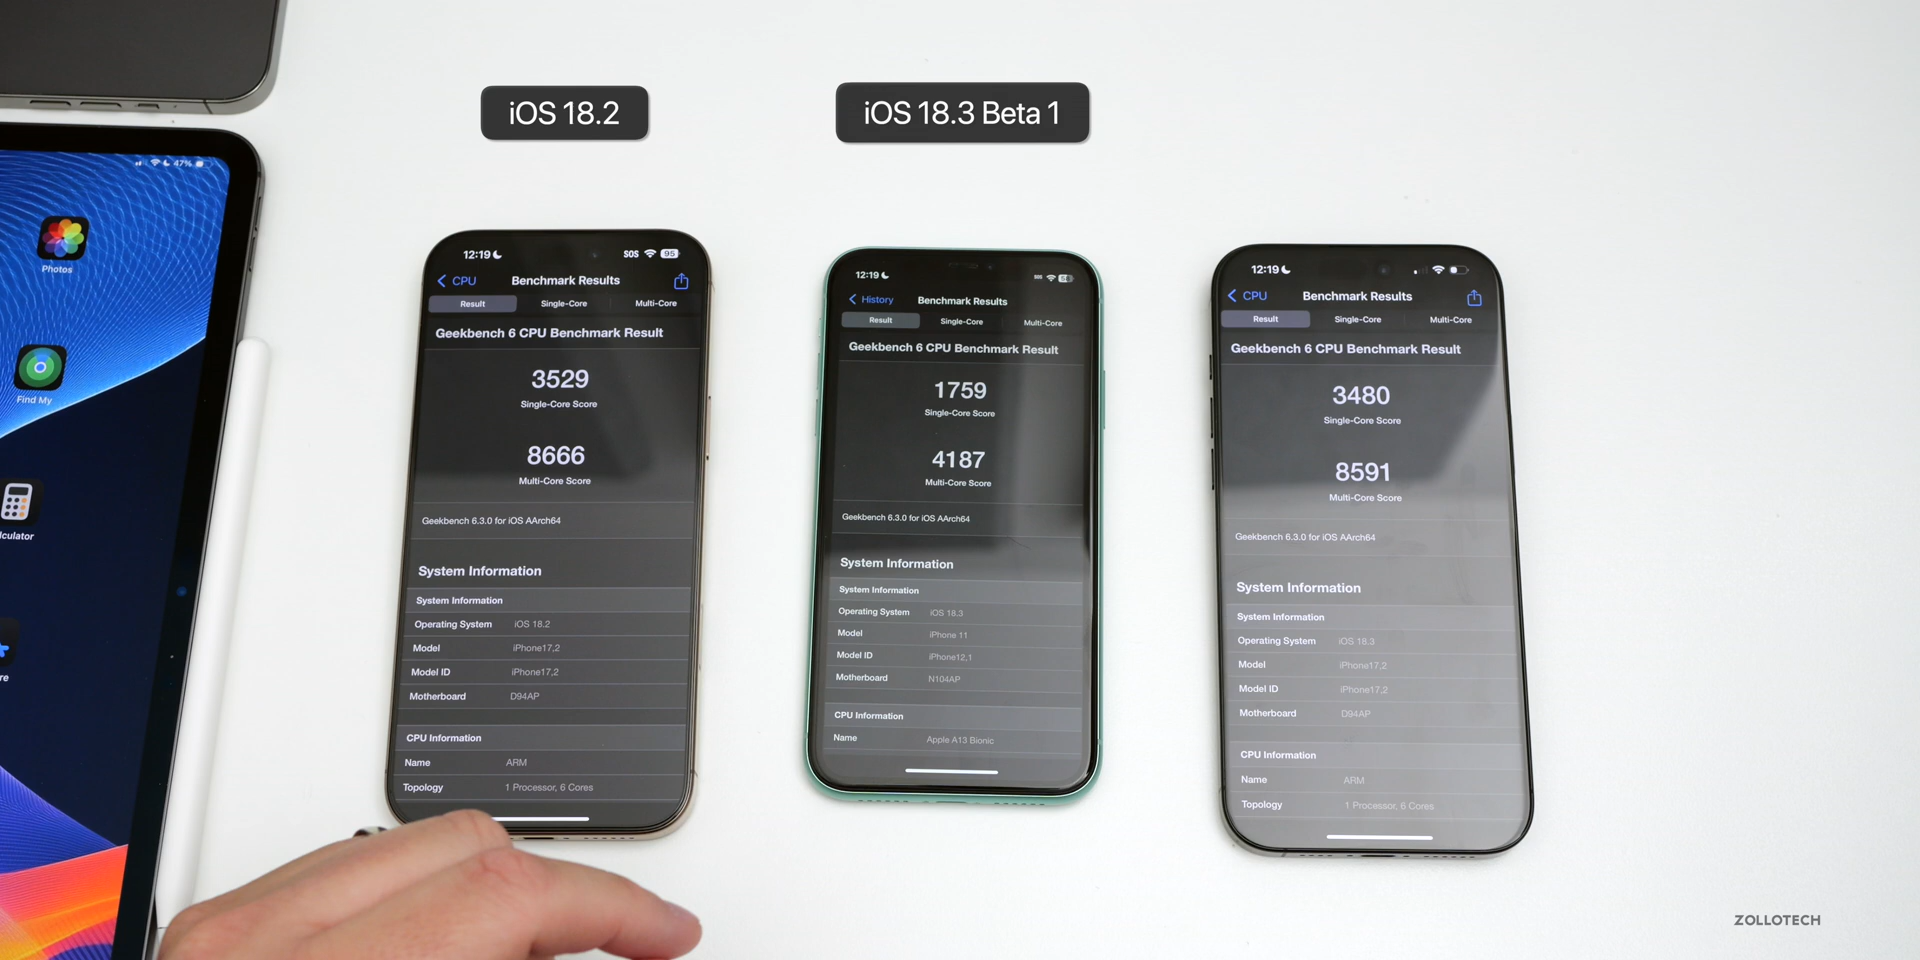 iOS 18.2
iOS 18.3 Beta 1
47%
Photos
Find My
lculator
re
12:19
SOS
95
CPU
Benchmark Results
Result
Single-Core
Multi-Core
Geekbench 6 CPU Benchmark Result
3529
Single-Core Score
8666
Multi-Core Score
Geekbench 6.3.0 for iOS AArch64
System Information
System Information
Operating System iOS 18.2
Model iPhone17,2
Model ID iPhone17,2
Motherboard D94AP
CPU Information
Name ARM
Topology 1 Processor, 6 Cores
12:19
SOS
History
Benchmark Results
Result
Single-Core
Multi-Core
Geekbench 6 CPU Benchmark Result
1759
Single-Core Score
4187
Multi-Core Score
Geekbench 6.3.0 for iOS AArch64
System Information
System Information
Operating System iOS 18.3
Model iPhone 11
Model ID iPhone12,1
Motherboard N104AP
CPU Information
Name Apple A13 Bionic
12:19
CPU
Benchmark Results
Result
Single-Core
Multi-Core
Geekbench 6 CPU Benchmark Result
3480
Single-Core Score
8591
Multi-Core Score
Geekbench 6.3.0 for iOS AArch64
System Information
System Information
Operating System iOS 18.3
Model iPhone17,2
Model ID iPhone17,2
Motherboard D94AP
CPU Information
Name ARM
Topology 1 Processor, 6 Cores
ZOLLOTECH